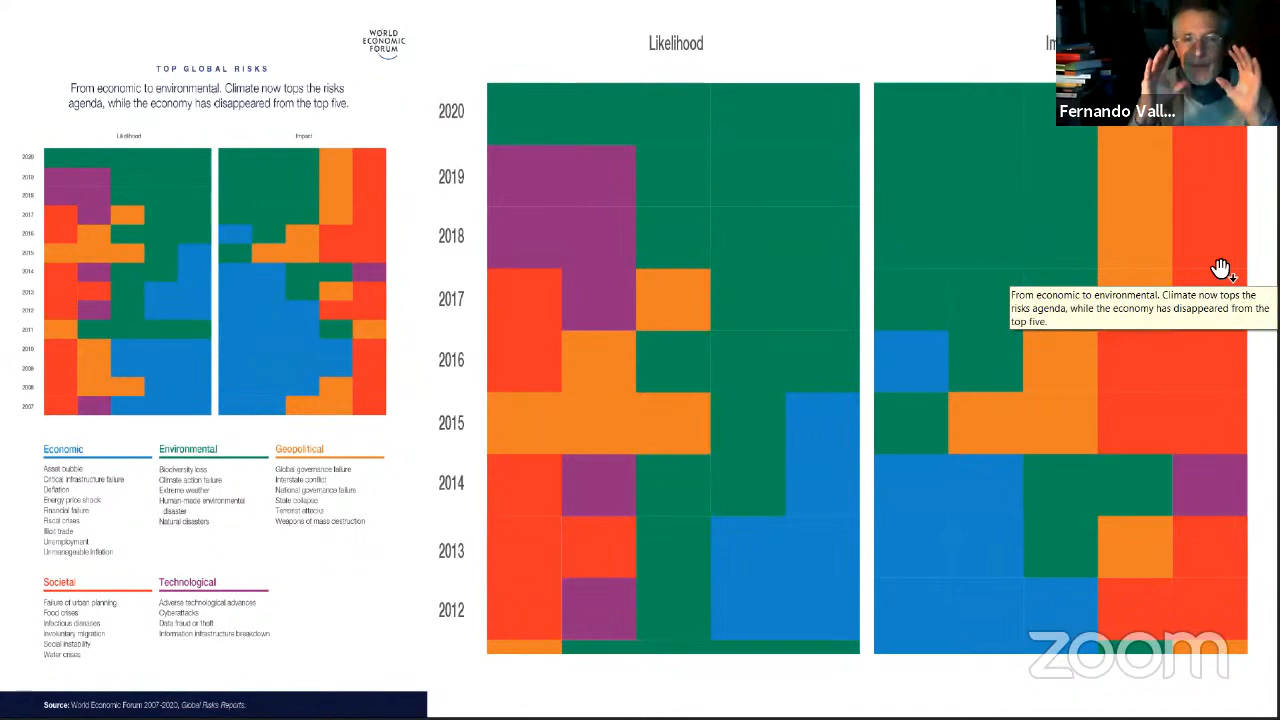 WORLD
ECONOMIC
FORUM
TOP GLOBAL RISKS
From economic to environmental. Climate now tops the risks
agenda, while the economy has disappeared from the top five.
Likelihood
Impact
2020
2019
2018
2017
2016
2015
2014
2013
2012
2011
2010
2009
2008
2007
Economic
Asset bubble
Critical infrastructure failure
Deflation
Energy price shock
Financial failure
Fiscal crises
Illicit trade
Unemployment
Unmanageable inflation
Environmental
Biodiversity loss
Climate action failure
Extreme weather
Human-made environmental
disaster
Natural disasters
Geopolitical
Global governance failure
Interstate conflict
National governance failure
State collapse
Terrorist attacks
Weapons of mass destruction
Societal
Failure of urban planning
Food crises
Infectious diseases
Involuntary migration
Social instability
Water crises
Technological
Adverse technological advances
Cyberattacks
Data fraud or theft
Information infrastructure breakdown
Source: World Economic Forum 2007-2020, Global Risks Reports.
Likelihood
2020
2019
2018
2017
2016
2015
2014
2013
2012
Fernando Vall...
From economic to environmental. Climate now tops the
risks agenda, while the economy has disappeared from the
top five.
zoom